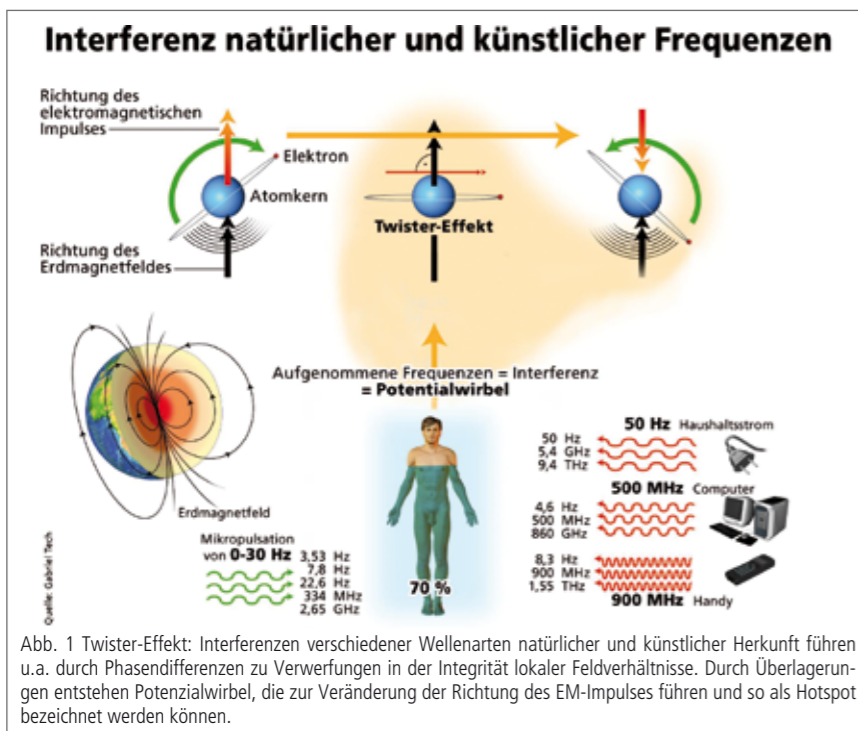 Interferenz natürlicher und künstlicher Frequenzen
Richtung des
elektromagnetischen
Impulses
Elektron
Atomkern
Richtung des
Erdmagnetfeldes
Twister-Effekt
Aufgenommene Frequenzen = Interferenz
= Potentialwirbel
Erdmagnetfeld
Mikropulsation
von 0-30 Hz
3,53 Hz
7,8 Hz
22,6 Hz
334 MHz
2,65 GHz
70 %
50 Hz Haushaltsstrom
50 Hz
5,4 GHz
9,4 THz
500 MHz Computer
4,6 Hz
500 MHz
860 GHz
8,3 Hz
900 MHz
1,55 THz
900 MHz Handy
Quelle: Gabriel Tech
Abb. 1 Twister-Effekt: Interferenzen verschiedener Wellenarten natürlicher und künstlicher Herkunft führen
u.a. durch Phasendifferenzen zu Verwerfungen in der Integrität lokaler Feldverhältnisse. Durch Überlagerun-
gen entstehen Potenzialwirbel, die zur Veränderung der Richtung des EM-Impulses führen und so als Hotspot
bezeichnet werden können.